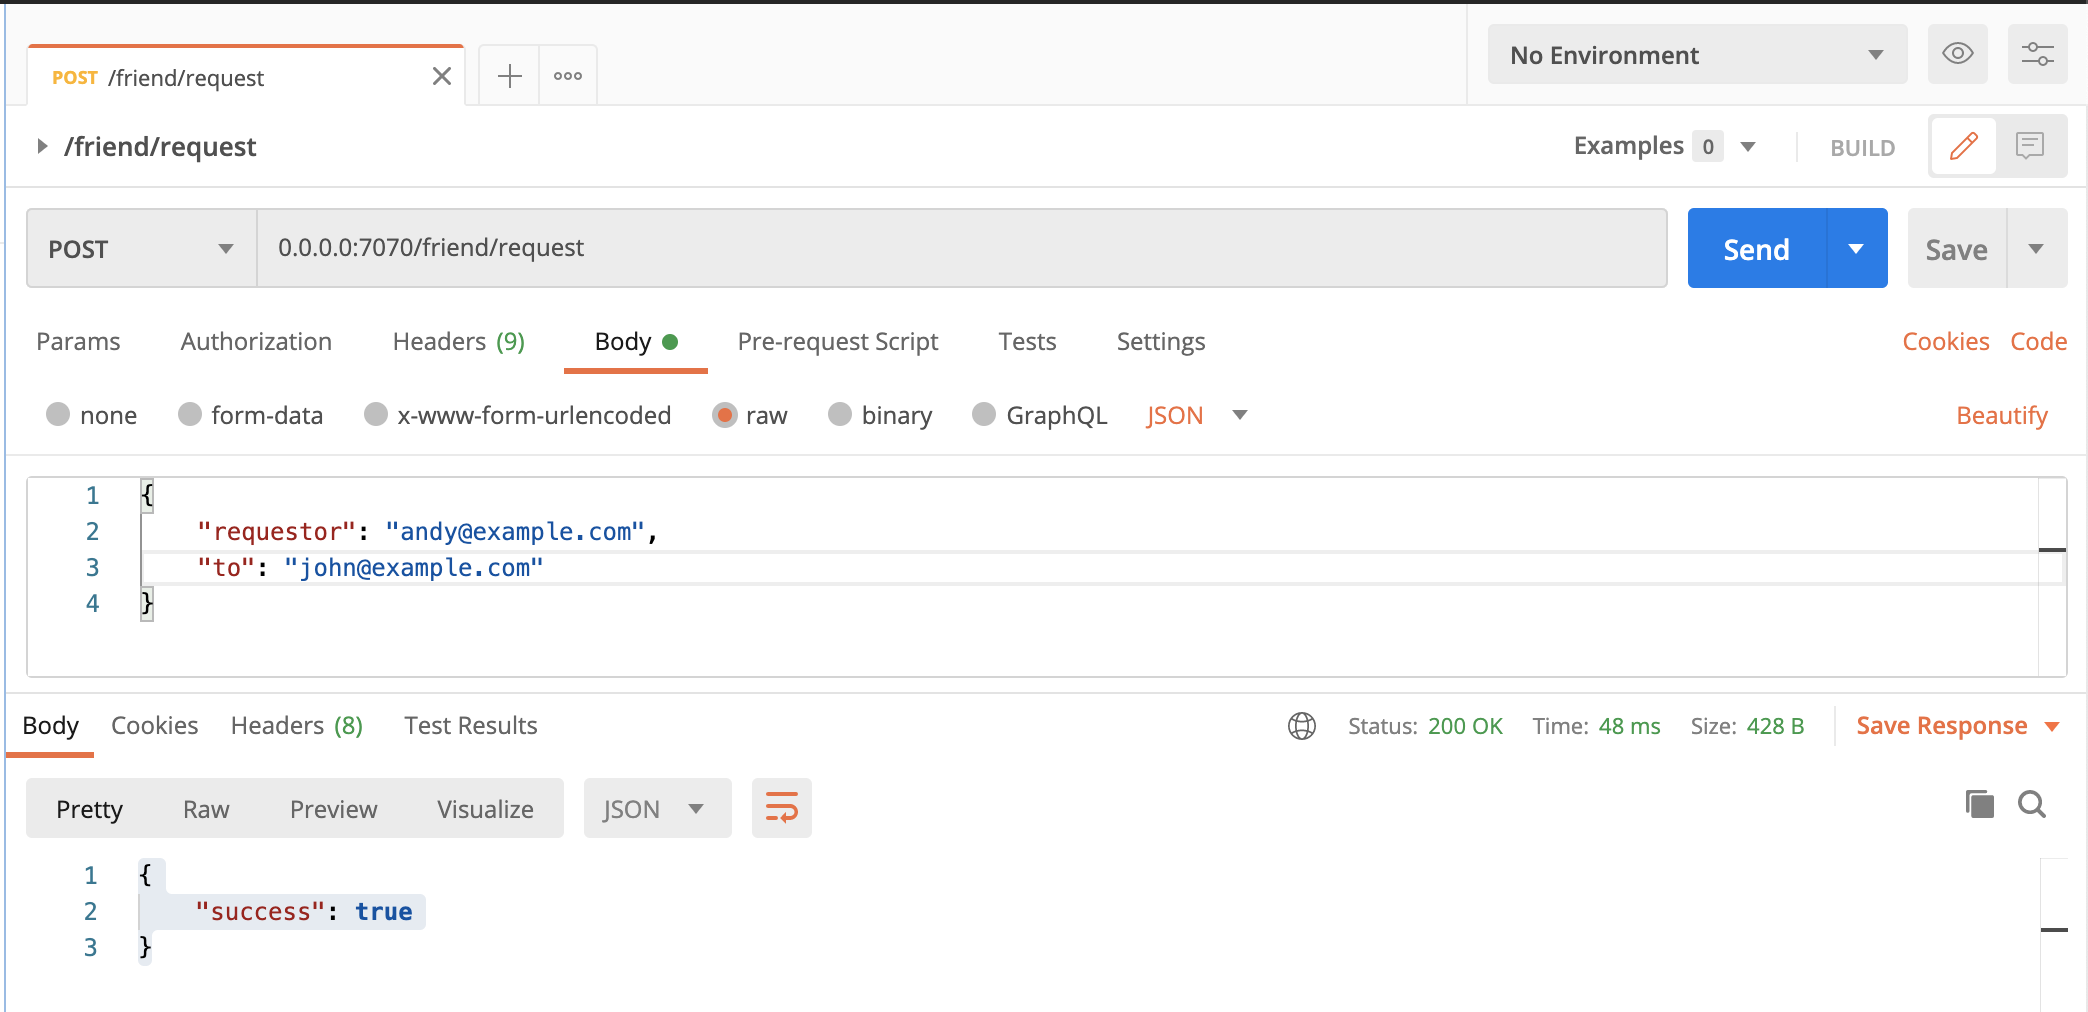 POST /friend/request
No Environment
/friend/request
Examples 0 BUILD
POST 0.0.0.0:7070/friend/request Send Save
Params Authorization Headers (9) Body Pre-request Script Tests Settings Cookies Code
none form-data x-www-form-urlencoded raw binary GraphQL JSON Beautify
1 {
2 "requestor": "andy@example.com",
3 "to": "john@example.com"
4 }
Body Cookies Headers (8) Test Results Status: 200 OK Time: 48 ms Size: 428 B Save Response
Pretty Raw Preview Visualize JSON
1 {
2 "success": true
3 }